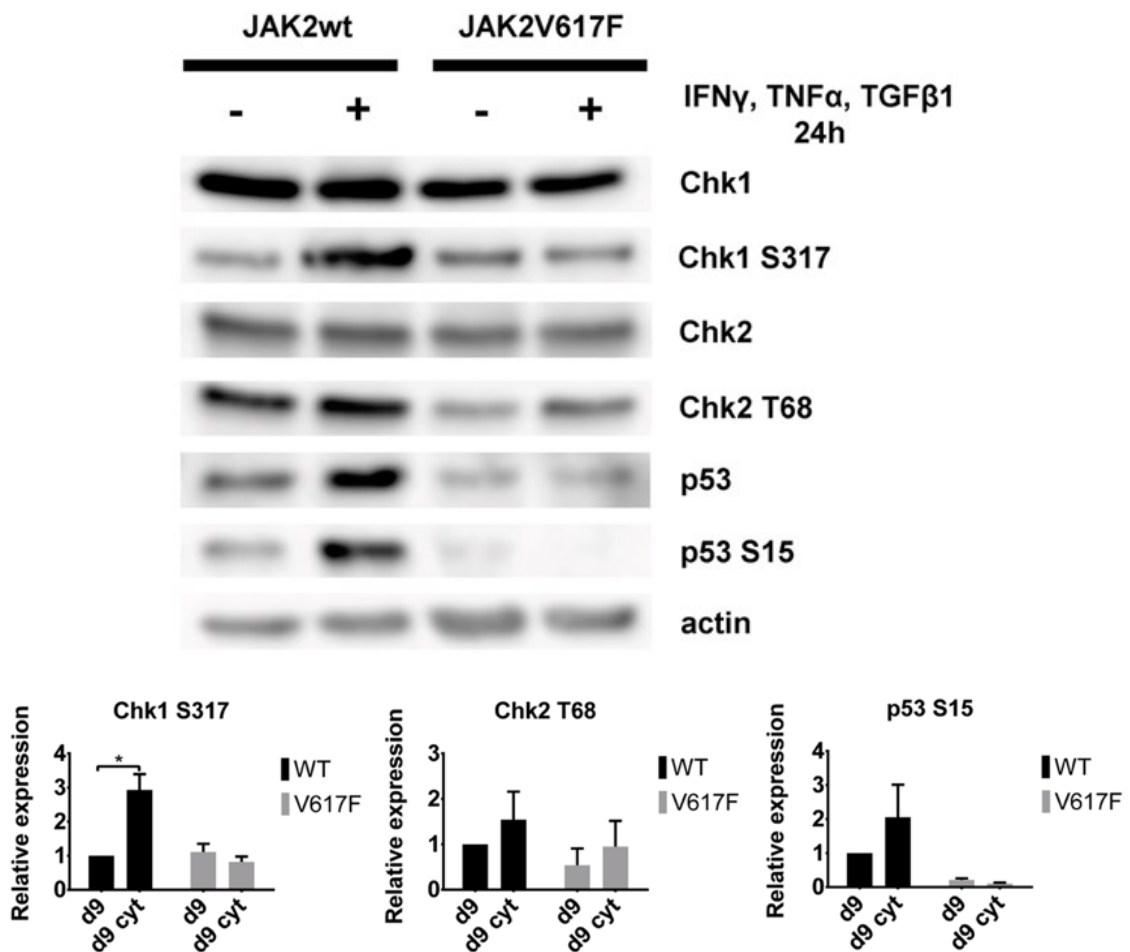 JAK2wt JAK2V617F
- + - + IFNγ, TNFα, TGFβ1
24h
Chk1
Chk1 S317
Chk2
Chk2 T68
p53
p53 S15
actin
Chk1 S317
Relative expression
4
3
2
1
0
*
d9
d9 cyt
d9
d9 cyt
WT
V617F
Chk2 T68
Relative expression
3
2
1
0
d9
d9 cyt
d9
d9 cyt
WT
V617F
p53 S15
Relative expression
4
3
2
1
0
d9
d9 cyt
d9
d9 cyt
WT
V617F